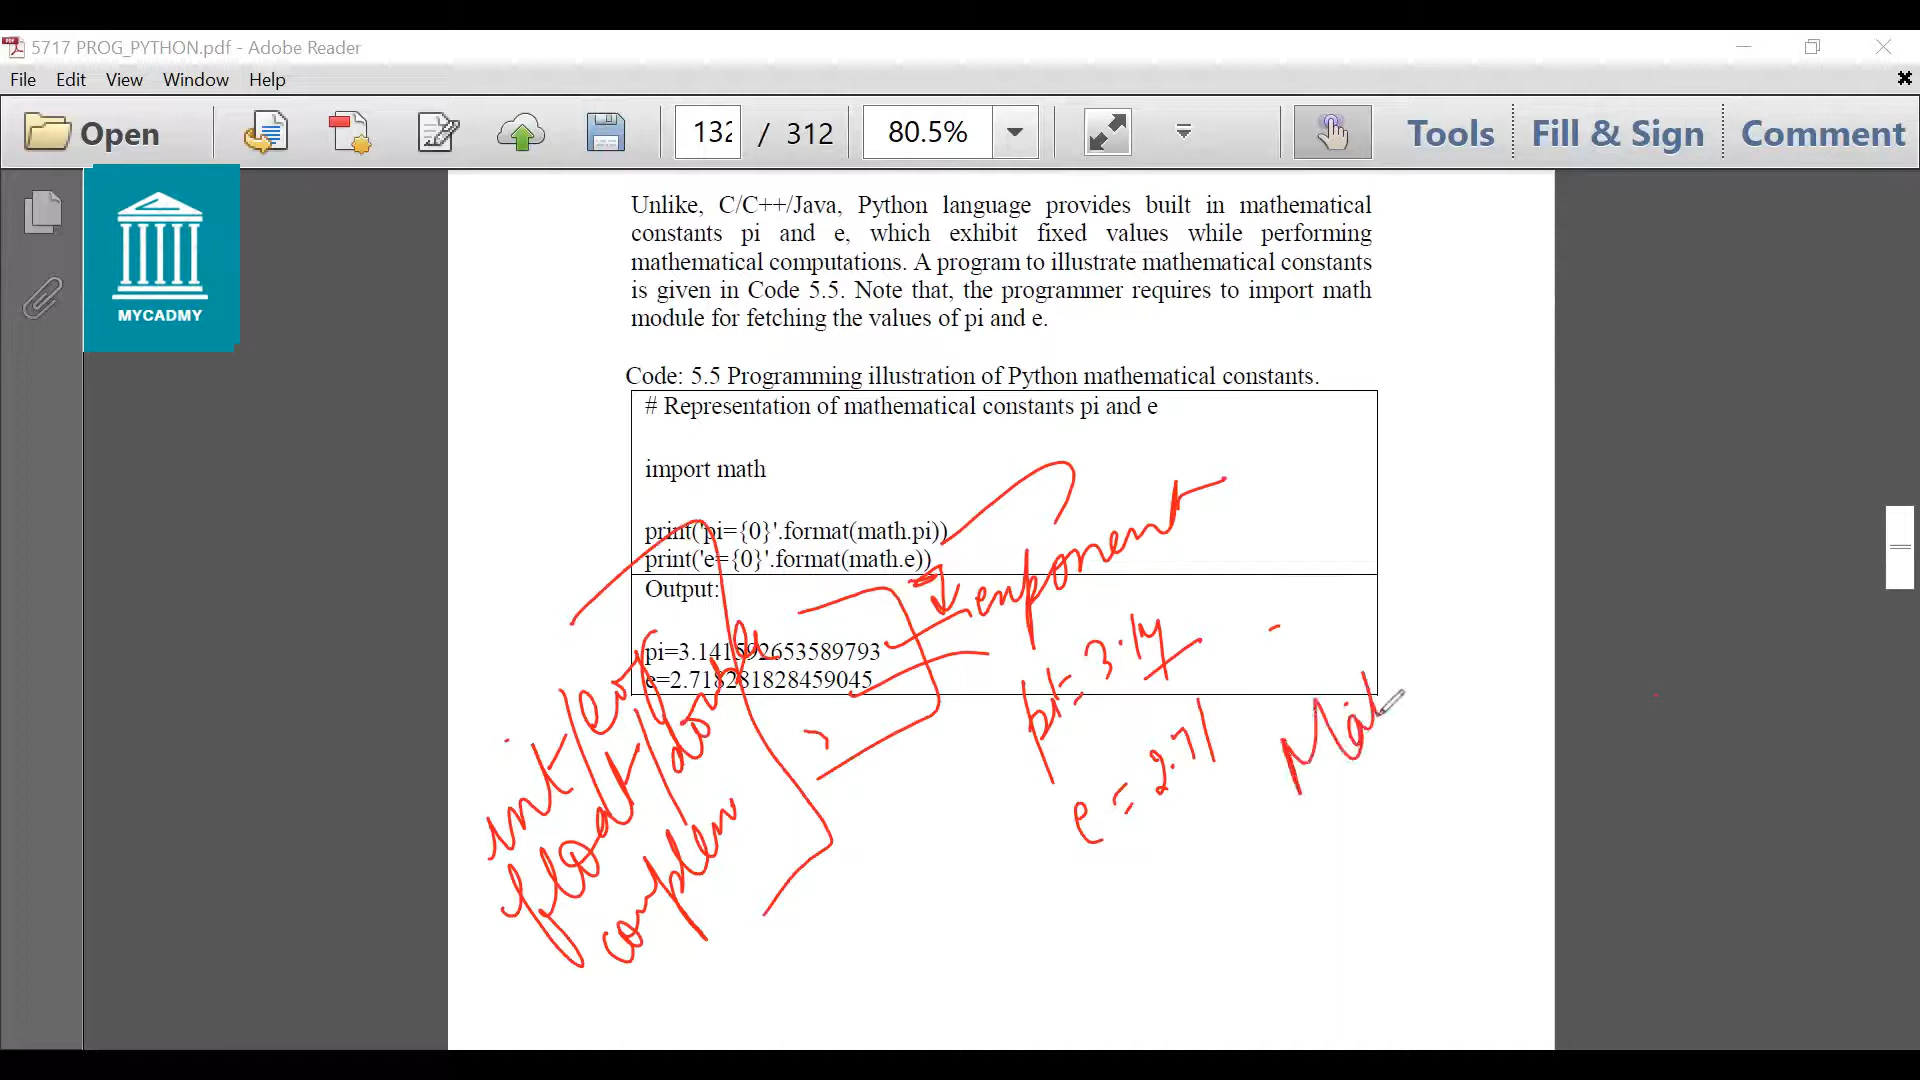 5717 PROG_PYTHON.pdf - Adobe Reader
File Edit View Window Help
Open 132 / 312 80.5% Tools Fill & Sign Comment
MYCADMY
Unlike, C/C++/Java, Python language provides built in mathematical
constants pi and e, which exhibit fixed values while performing
mathematical computations. A program to illustrate mathematical constants
is given in Code 5.5. Note that, the programmer requires to import math
module for fetching the values of pi and e.
Code: 5.5 Programming illustration of Python mathematical constants.
# Representation of mathematical constants pi and e
import math
print('pi={0}'.format(math.pi))
print('e={0}'.format(math.e))
Output:
pi=3.141592653589793
e=2.718281828459045
exponent
pi = 3.14
e = 2.71
Mat
int/
float/
complex